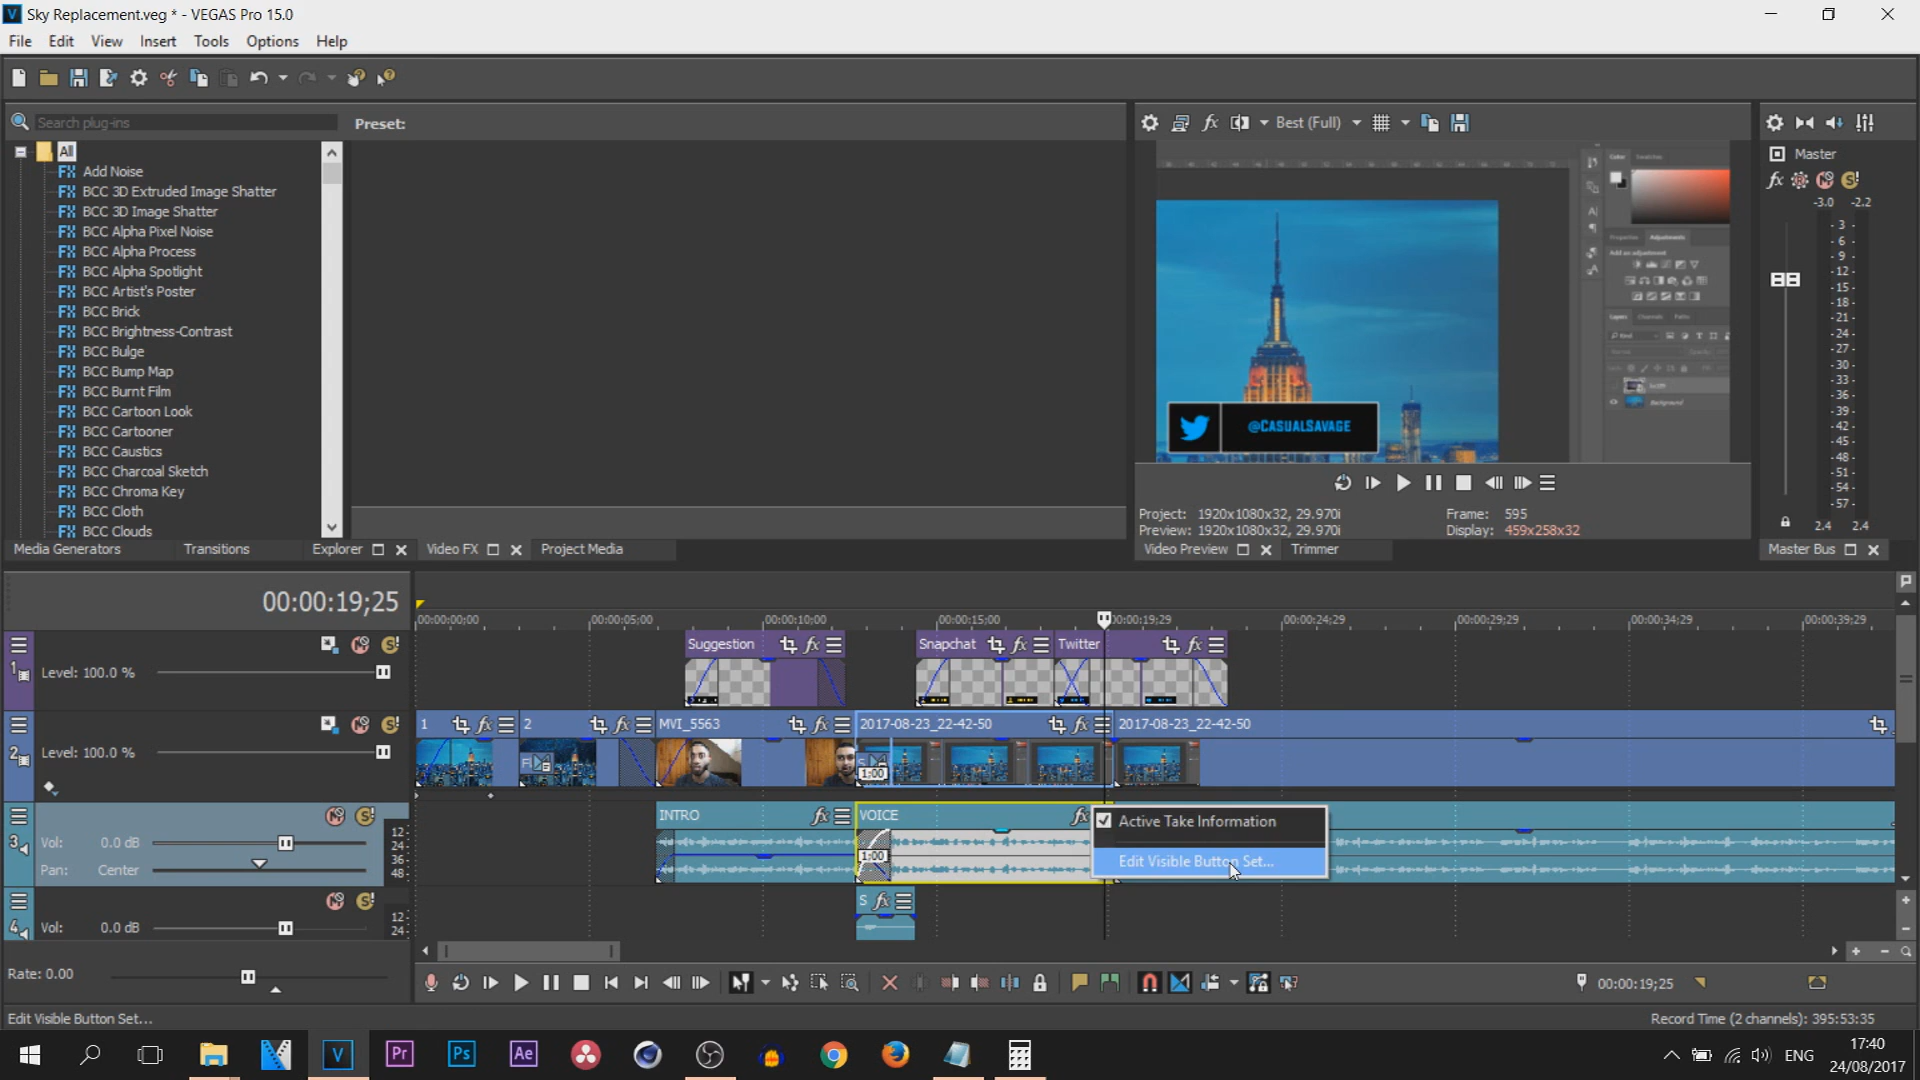 Sky Replacement.veg * - VEGAS Pro 15.0
File Edit View Insert Tools Options Help
Search plug-ins
Preset:
All
Add Noise
BCC 3D Extruded Image Shatter
BCC 3D Image Shatter
BCC Alpha Pixel Noise
BCC Alpha Process
BCC Alpha Spotlight
BCC Artist's Poster
BCC Brick
BCC Brightness-Contrast
BCC Bulge
BCC Bump Map
BCC Burnt Film
BCC Cartoon Look
BCC Cartooner
BCC Caustics
BCC Charcoal Sketch
BCC Chroma Key
BCC Cloth
BCC Clouds
Media Generators Transitions Explorer Video FX Project Media
Best (Full)
@CASUALSAVAGE
Project: 1920x1080x32, 29.970i
Frame: 595
Preview: 1920x1080x32, 29.970i
Display: 459x258x32
Video Preview Trimmer
Master
-3.0 -2.2
-3-
-6-
-9-
-12-
-15-
-18-
-21-
-24-
-27-
-30-
-33-
-36-
-39-
-42-
-45-
-48-
-51-
-54-
-57-
2.4 2.4
Master Bus
00:00:19;25
00:00:00;00 00:00:05;00 00:00:10;00 00:00:15;00 00:00:19;29 00:00:24;29 00:00:29;29 00:00:34;29 00:00:39;29
1
Level: 100.0 %
Suggestion Snapchat Twitter
2
Level: 100.0 %
1 2 MVI_5563 2017-08-23_22-42-50 2017-08-23_22-42-50
1;00
3
Vol: 0.0 dB
Pan: Center
12-
24-
36-
48-
INTRO VOICE
1;00
Active Take Information
Edit Visible Button Set...
4
Vol: 0.0 dB
12-
24-
S
Rate: 0.00
00:00:19;25
Edit Visible Button Set...
Record Time (2 channels): 395:53:35
V Pr Ps Ae
ENG
17:40
24/08/2017